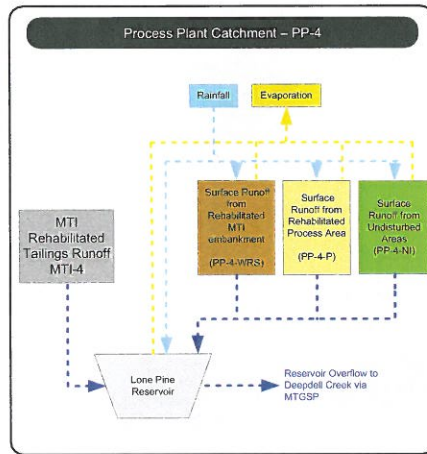 Process Plant Catchment – PP-4
Rainfall
Evaporation
MTI
Rehabilitated
Tailings Runoff
MTI-4
Surface Runoff
from
Rehabilitated
MTI
embankment
(PP-4-WRS)
Surface
Runoff from
Rehabilitated
Process Area
(PP-4-P)
Surface
Runoff from
Undisturbed
Areas
(PP-4-NI)
Lone Pine
Reservoir
Reservoir Overflow to
Deepdell Creek via
MTGSP